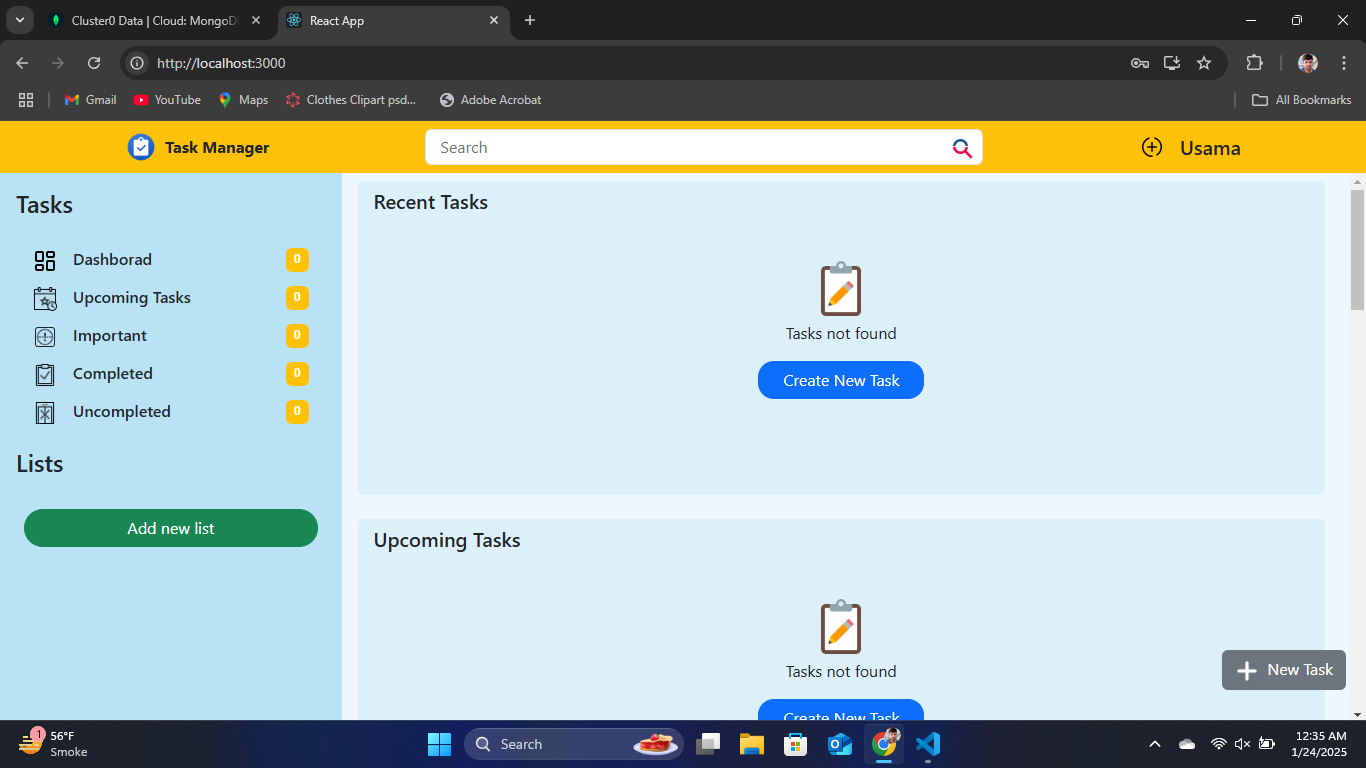 Cluster0 Data | Cloud: MongoD
React App
http://localhost:3000
Gmail
YouTube
Maps
Clothes Clipart psd...
Adobe Acrobat
All Bookmarks
Task Manager
Search
Usama
Tasks
Dashborad 0
Upcoming Tasks 0
Important 0
Completed 0
Uncompleted 0
Lists
Add new list
Recent Tasks
Tasks not found
Create New Task
Upcoming Tasks
Tasks not found
Create New Task
New Task
1
56°F
Smoke
Search
12:35 AM
1/24/2025